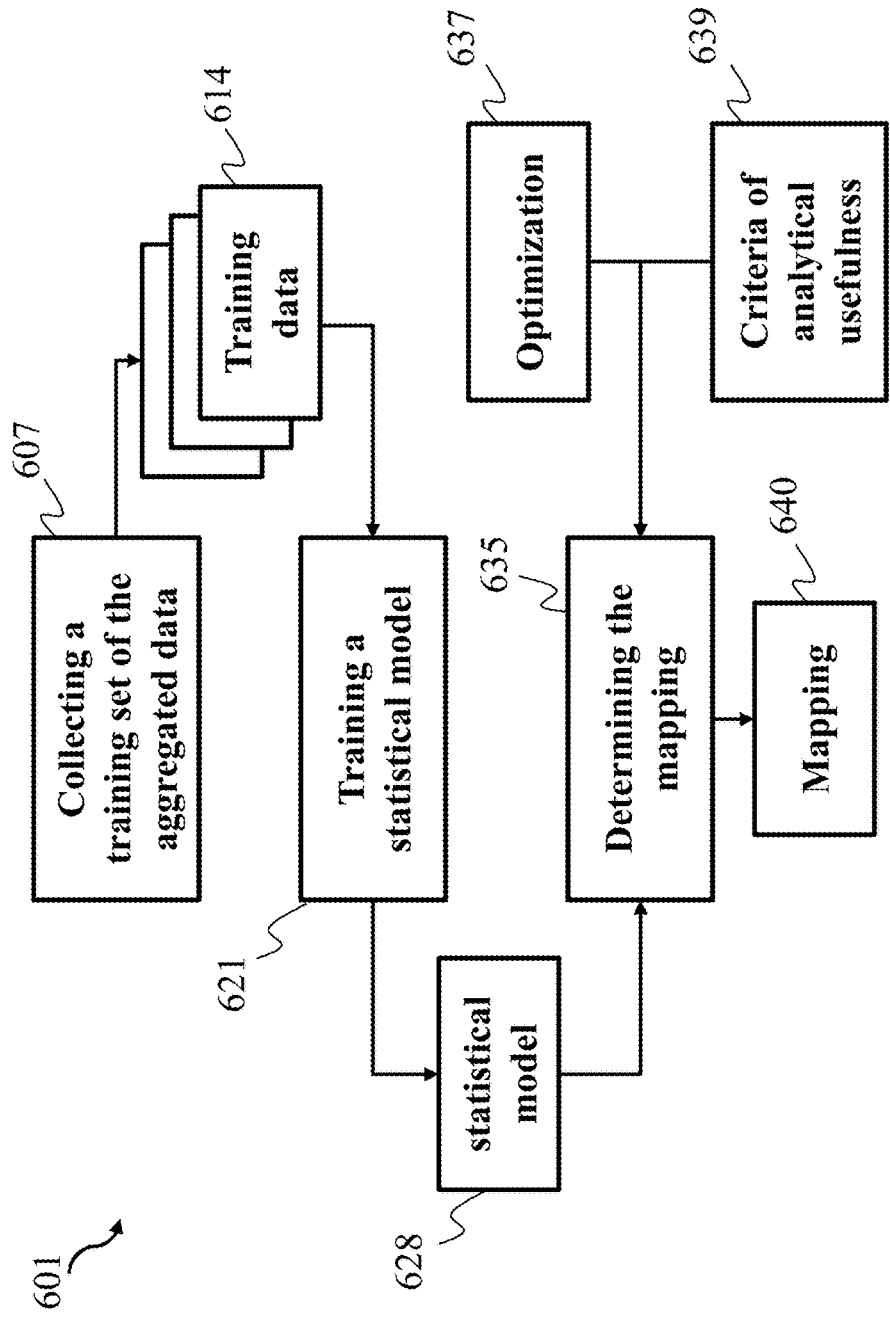 601
607
Collecting a
training set of the
aggregated data
614
Training
data
621
Training a
statistical model
628
statistical
model
635
Determining the
mapping
637
Optimization
639
Criteria of
analytical
usefulness
640
Mapping